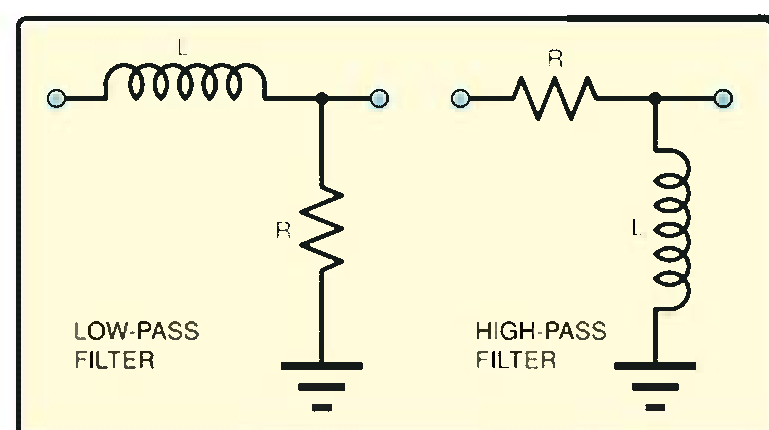 L
R
LOW-PASS
FILTER
R
L
HIGH-PASS
FILTER